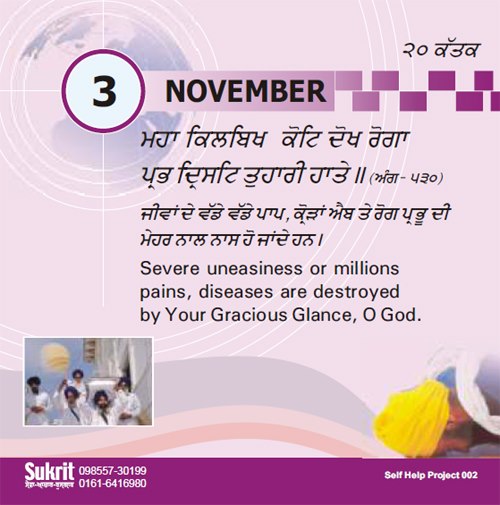 ੨੦ ਕੱਤਕ
3 NOVEMBER
ਮਹਾ ਕਿਲਬਿਖ ਕੋਟਿ ਦੋਖ ਰੋਗਾ
ਪ੍ਰਭ ਦ੍ਰਿਸਟਿ ਤੁਹਾਰੀ ਹਾਤੇ ॥ (ਅੰਗ - ੫੩੦)
ਜੀਵਾਂ ਦੇ ਵੱਡੇ ਵੱਡੇ ਪਾਪ, ਕ੍ਰੋੜਾਂ ਐਬ ਤੇ ਰੋਗ ਪ੍ਰਭੂ ਦੀ
ਮੇਹਰ ਨਾਲ ਨਾਸ ਹੋ ਜਾਂਦੇ ਹਨ।
Severe uneasiness or millions
pains, diseases are destroyed
by Your Gracious Glance, O God.
Sukrit 098557-30199
0161-6416980
Self Help Project 002